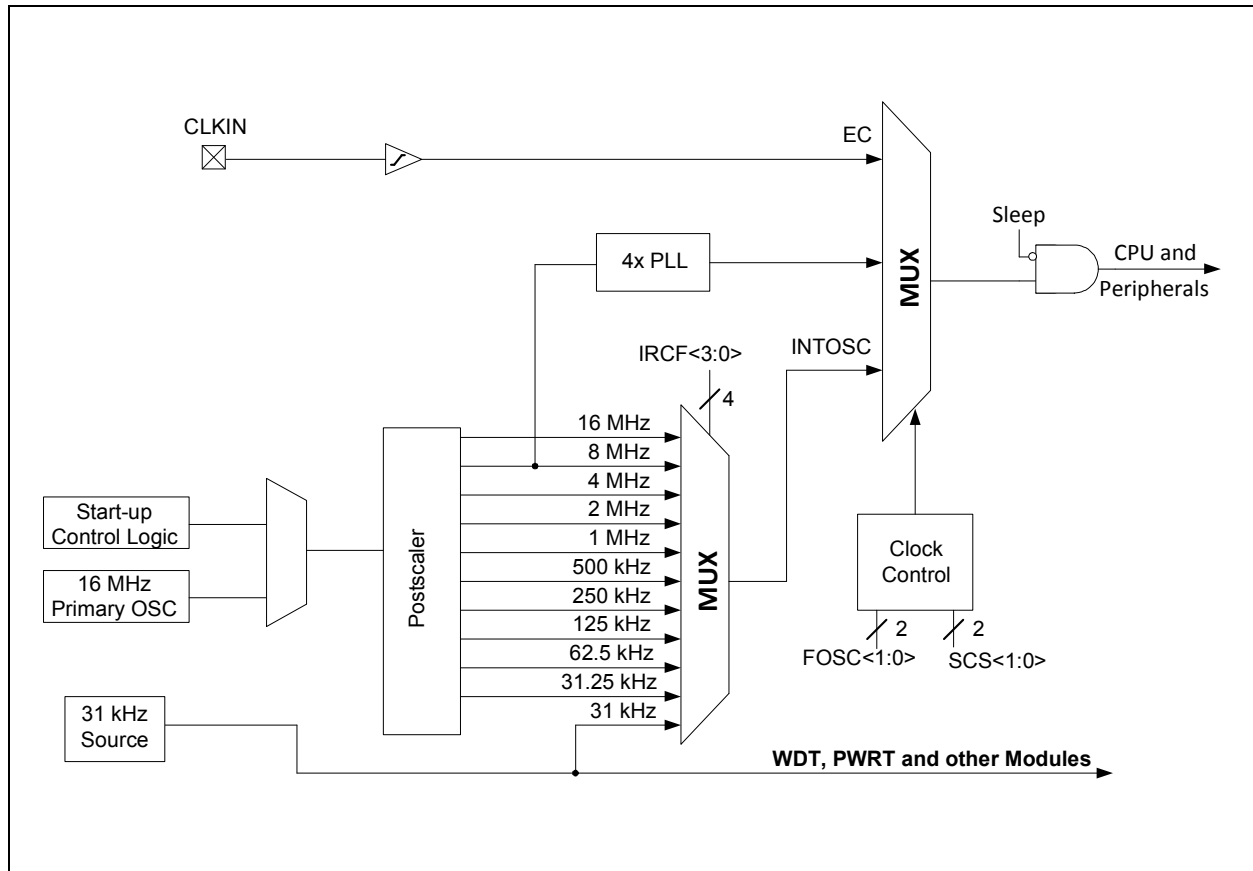 CLKIN
EC
Sleep
4x PLL
MUX
CPU and
Peripherals
IRCF<3:0>
4
INTOSC
16 MHz
8 MHz
4 MHz
2 MHz
1 MHz
500 kHz
250 kHz
125 kHz
62.5 kHz
31.25 kHz
31 kHz
Start-up
Control Logic
16 MHz
Primary OSC
Postscaler
MUX
Clock
Control
2
2
FOSC<1:0>
SCS<1:0>
31 kHz
Source
WDT, PWRT and other Modules